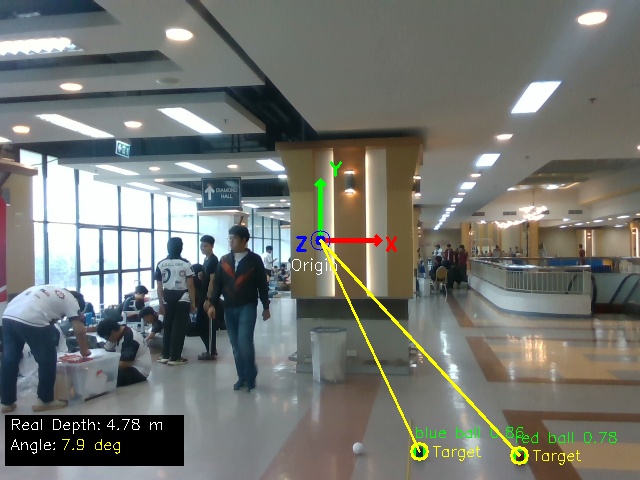 DIAMOND
HALL
Y
Z
X
Origin
Real Depth: 4.78 m
Angle: 7.9 deg
blue ball 0.86
red ball 0.78
Target
Target